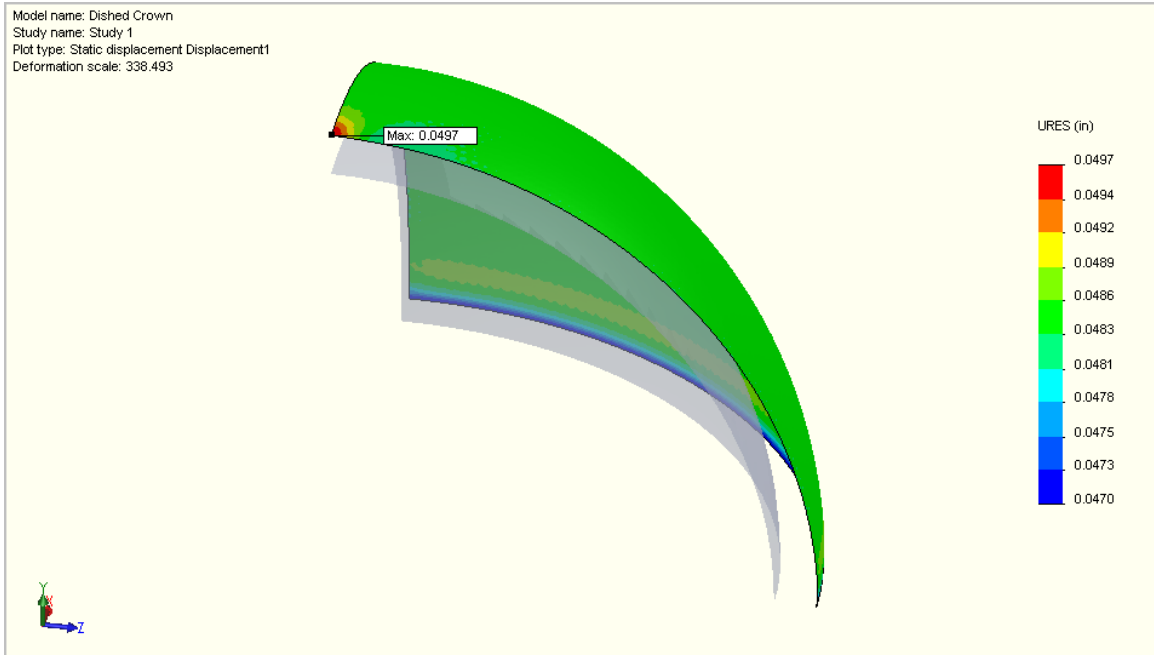 Model name: Dished Crown
Study name: Study 1
Plot type: Static displacement Displacement1
Deformation scale: 338.493
Max: 0.0497
URES (in)
0.0497
0.0494
0.0492
0.0489
0.0486
0.0483
0.0481
0.0478
0.0475
0.0473
0.0470
Y
X
Z